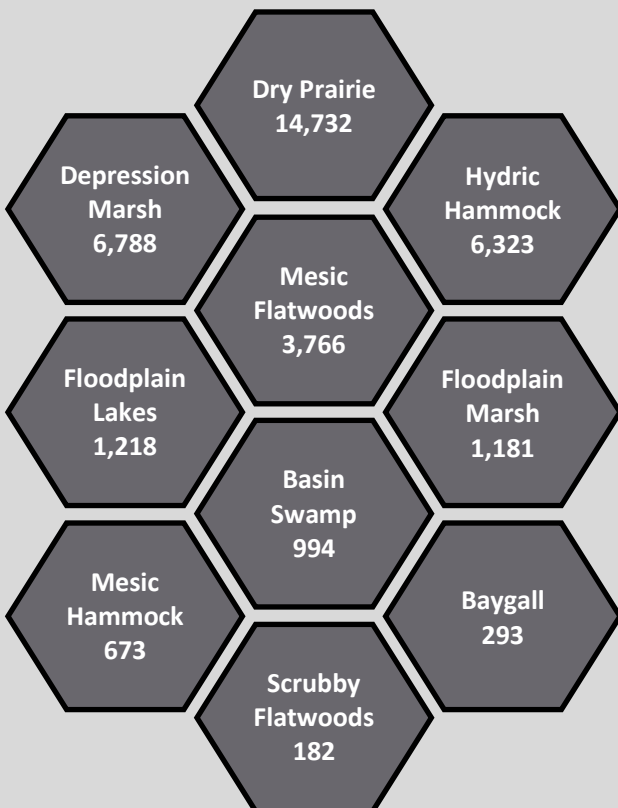 Dry Prairie
14,732
Depression
Marsh
6,788
Hydric
Hammock
6,323
Mesic
Flatwoods
3,766
Floodplain
Lakes
1,218
Floodplain
Marsh
1,181
Basin
Swamp
994
Mesic
Hammock
673
Baygall
293
Scrubby
Flatwoods
182